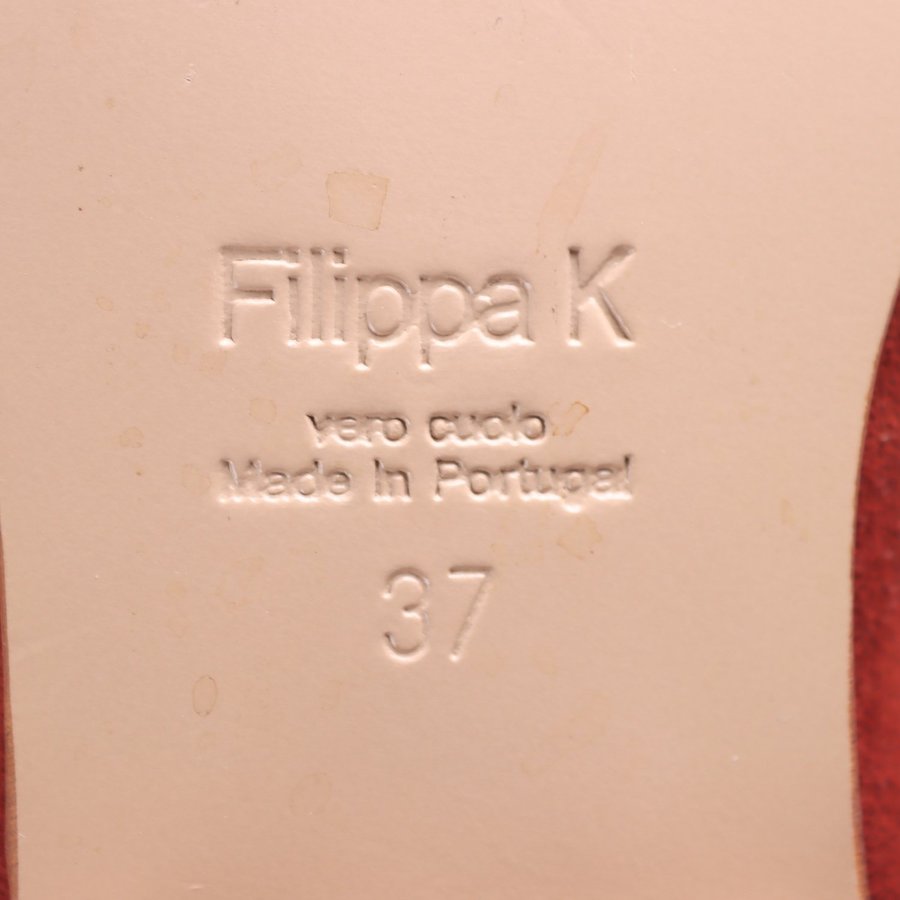 Filippa K
vero cuoio
Made in Portugal
37